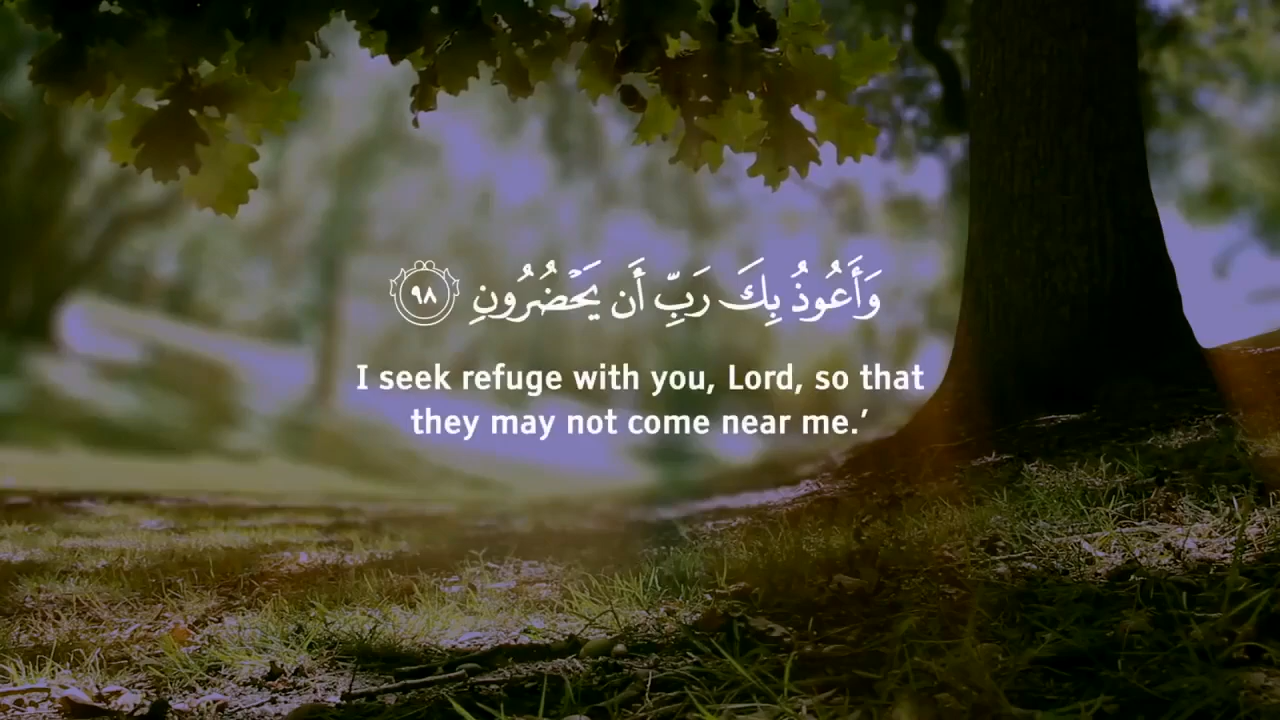 وَأَعُوذُ بِكَ رَبِّ أَن يَحْضُرُونِ ٩٨
I seek refuge with you, Lord, so that
they may not come near me.’